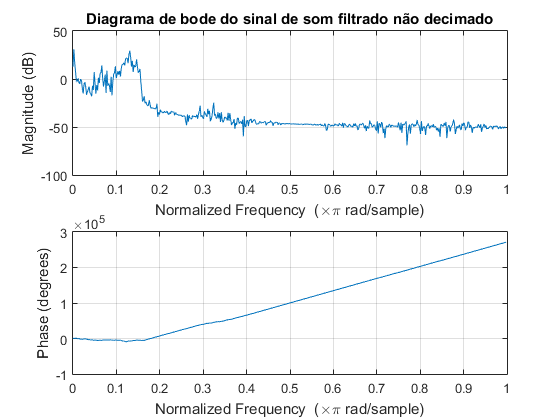 Diagrama de bode do sinal de som filtrado não decimado
50
0
-50
-100
Magnitude (dB)
0 0.1 0.2 0.3 0.4 0.5 0.6 0.7 0.8 0.9 1
Normalized Frequency (×π rad/sample)
×10^5
3
2
1
0
-1
Phase (degrees)
0 0.1 0.2 0.3 0.4 0.5 0.6 0.7 0.8 0.9 1
Normalized Frequency (×π rad/sample)